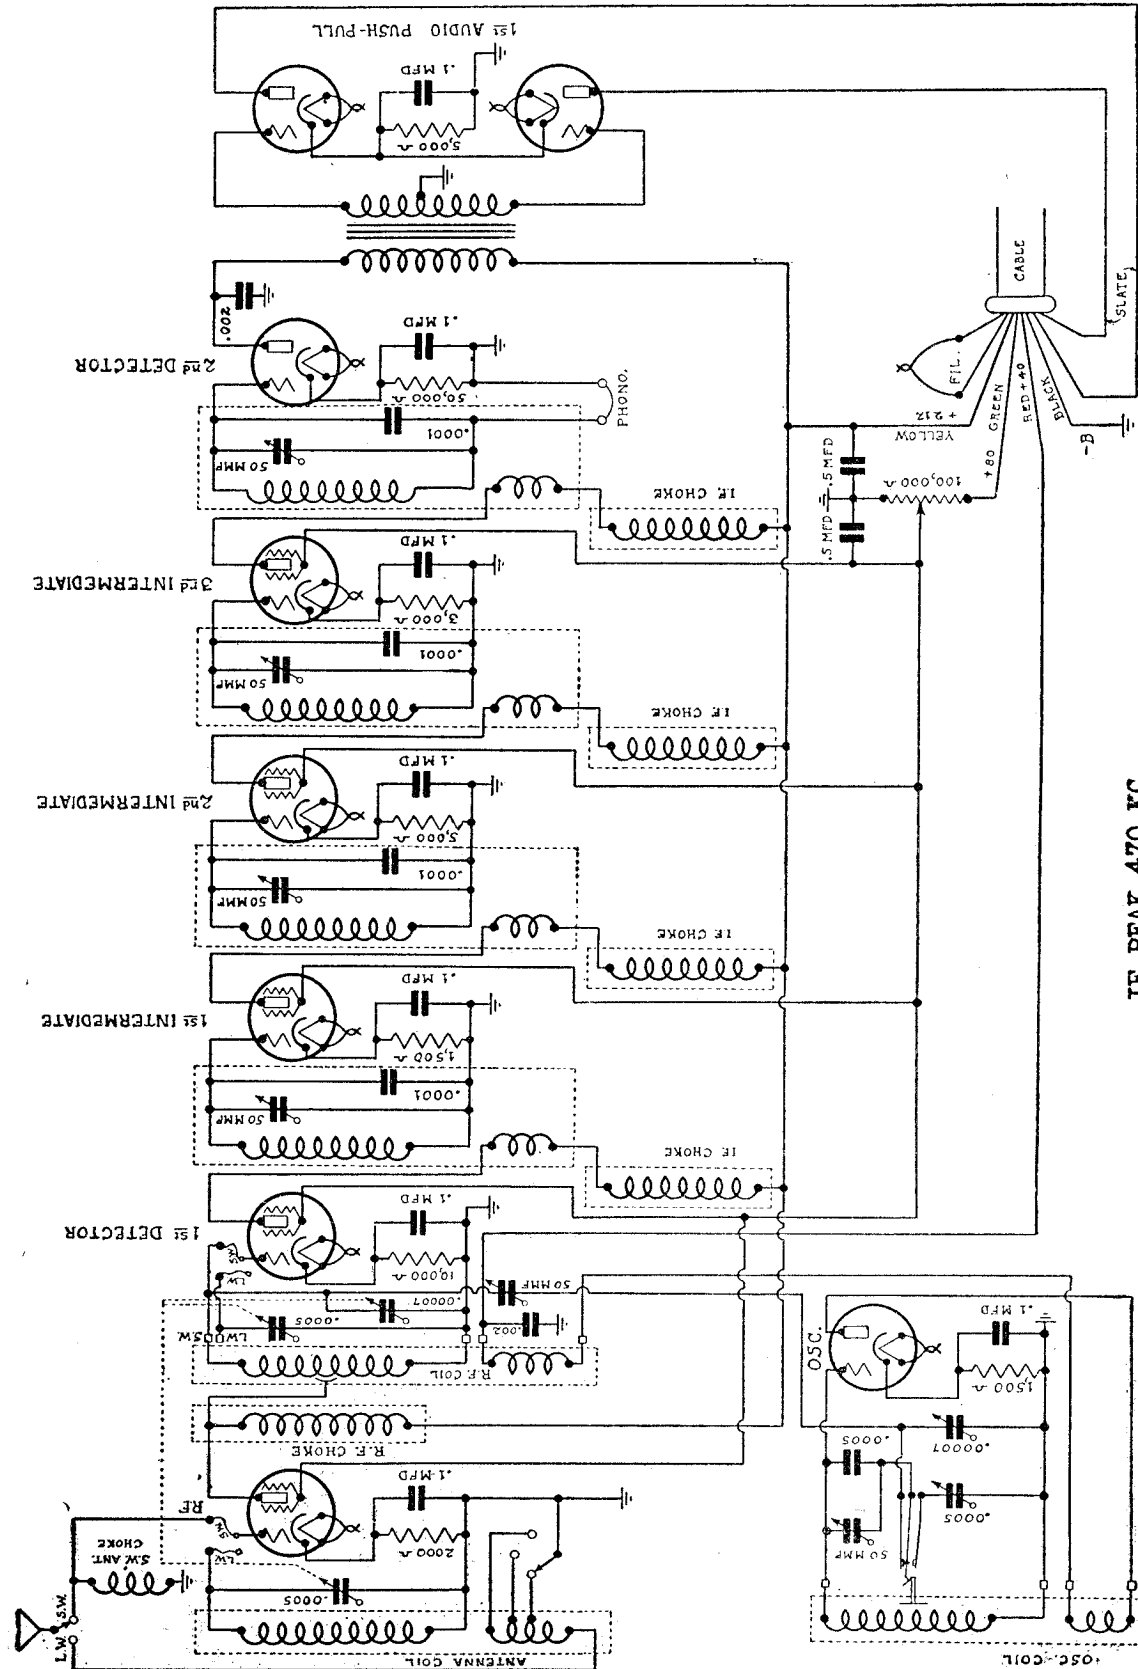 1st AUDIO PUSH-PULL
.1 MFD
5,000 Ω
.002
2nd DETECTOR
.1 MFD
50,000 Ω
PHONO.
.0001
50 MMF
I.F. CHOKE
3rd INTERMEDIATE
.1 MFD
3,000 Ω
.0001
50 MMF
I.F. CHOKE
2nd INTERMEDIATE
.1 MFD
5,000 Ω
.0001
50 MMF
I.F. CHOKE
1st INTERMEDIATE
.1 MFD
1,500 Ω
.0001
50 MMF
I.F. CHOKE
1st DETECTOR
.1 MFD
10,000 Ω
S.W.
L.W.
.00007
.0005
50 MMF
.002
S.W.
L.W.
R.F. COIL
R.F. CHOKE
RF
S.W.
L.W.
.1 MFD
2000 Ω
.0005
ANTENNA COIL
S.W. ANT.
CHOKE
L.W.
S.W.
CABLE
SLATE
FIL.
YELLOW +217
+80 GREEN
RED +40
BLACK
-B
.5 MFD
.5 MFD
100,000 Ω
I.F. PEAK 470 KC
OSC.
.1 MFD
1,500 Ω
.00005
.00007
.0005
50 MMF
OSC. COIL